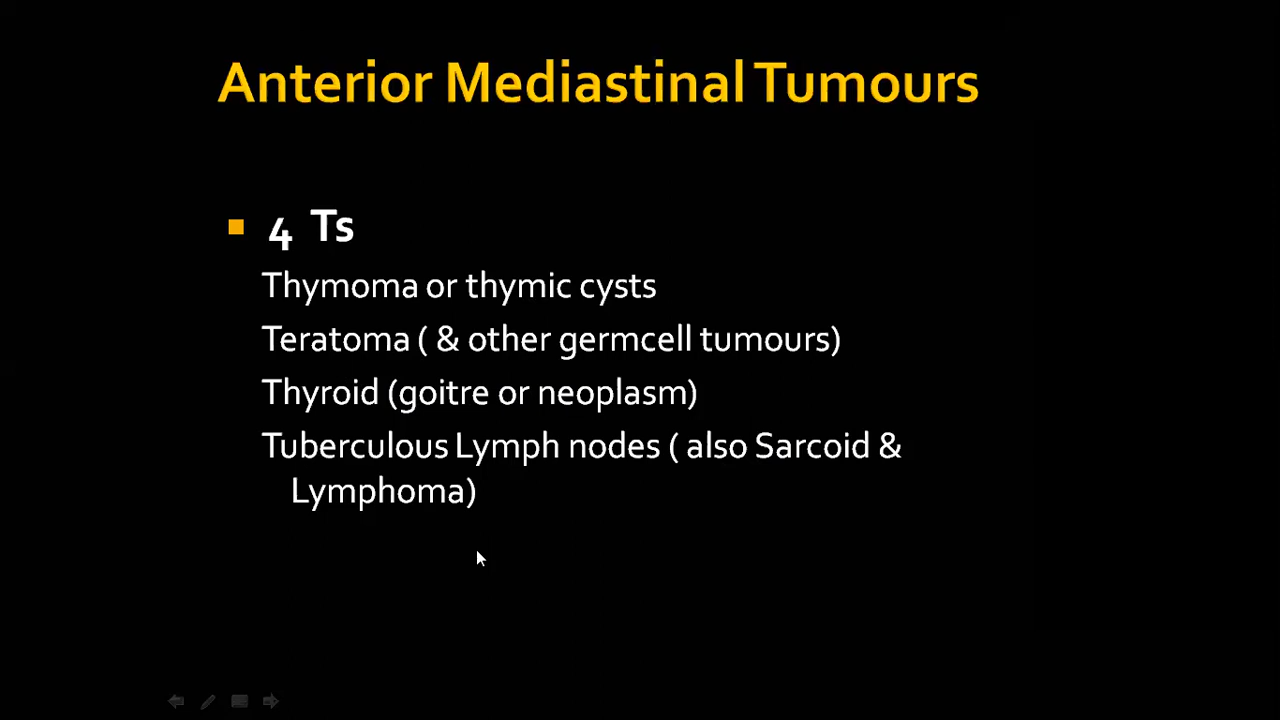 Anterior Mediastinal Tumours
4 Ts
Thymoma or thymic cysts
Teratoma ( & other germcell tumours)
Thyroid (goitre or neoplasm)
Tuberculous Lymph nodes ( also Sarcoid &
Lymphoma)